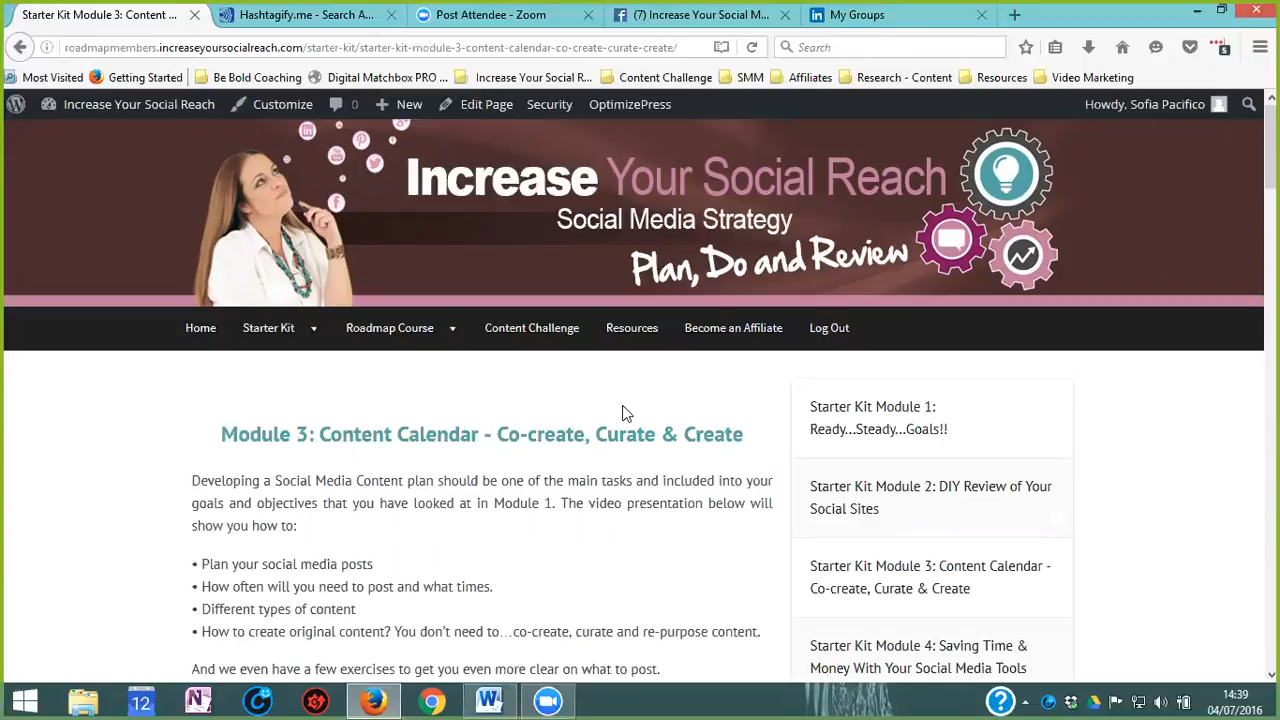 Kit Module 3: Content ...
Hashtagify.me - Search A...
Post Attendee - Zoom
(7) Increase Your Social M...
My Groups
roadmapmembers.increaseyoursocialreach.com/starter-kit/starter-kit-module-3-content-calendar-co-create-curate-create/
Search
Most Visited
Getting Started
Be Bold Coaching
Digital Matchbox PRO ...
Increase Your Social R...
Content Challenge
SMM
Affiliates
Research - Content
Resources
Video Marketing
Increase Your Social Reach
Customize
0
New
Edit Page
Security
OptimizePress
Howdy, Sofia Pacifico
Increase Your Social Reach
Social Media Strategy
Plan, Do and Review
Home
Starter Kit
Roadmap Course
Content Challenge
Resources
Become an Affiliate
Log Out
Module 3: Content Calendar - Co-create, Curate & Create
Developing a Social Media Content plan should be one of the main tasks and included into your
goals and objectives that you have looked at in Module 1. The video presentation below will
show you how to:
• Plan your social media posts
• How often will you need to post and what times.
• Different types of content
• How to create original content? You don't need to…co-create, curate and re-purpose content.
And we even have a few exercises to get you even more clear on what to post.
Starter Kit Module 1:
Ready...Steady...Goals!!
Starter Kit Module 2: DIY Review of Your
Social Sites
Starter Kit Module 3: Content Calendar -
Co-create, Curate & Create
Starter Kit Module 4: Saving Time &
Money With Your Social Media Tools
12
14:39
04/07/2016